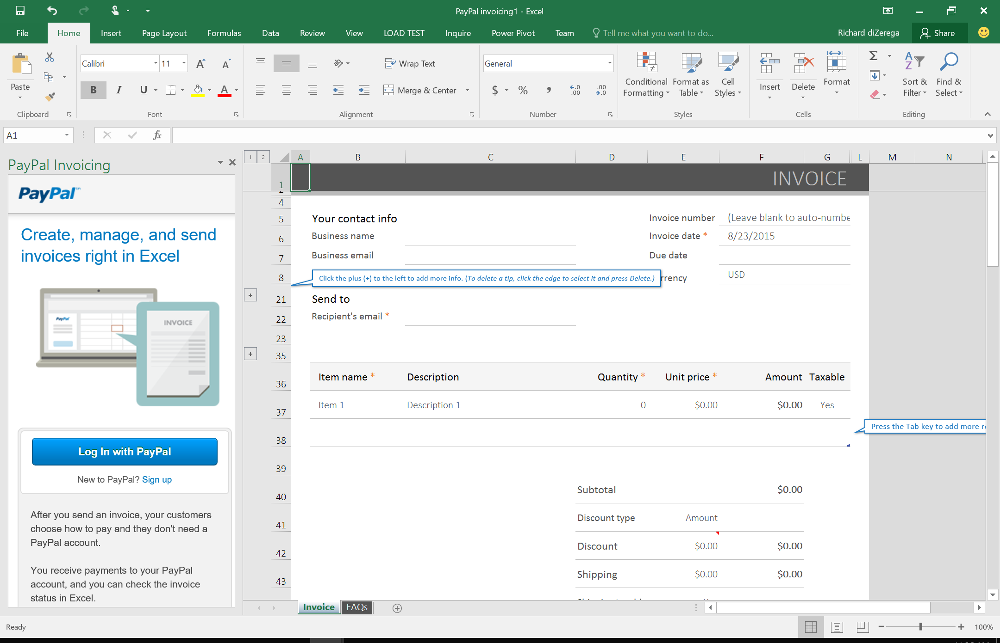 PayPal invoicing1 - Excel
File Home Insert Page Layout Formulas Data Review View LOAD TEST Inquire Power Pivot Team Tell me what you want to do... Richard diZerega Share
Paste
Clipboard
Calibri 11
B I U A
Font
Wrap Text
Merge & Center
Alignment
General
$ % , .0 .00 .00 .0
Number
Conditional Formatting
Format as Table
Cell Styles
Styles
Insert Delete Format
Cells
Sort & Filter
Find & Select
Editing
A1 fx
PayPal Invoicing
PayPal
Create, manage, and send
invoices right in Excel
PayPal
INVOICE
Log In with PayPal
New to PayPal? Sign up
After you send an invoice, your customers
choose how to pay and they don't need a
PayPal account.
You receive payments to your PayPal
account, and you can check the invoice
status in Excel.
1 2 A B C D E F G L M N
1 INVOICE
4
5 Your contact info Invoice number (Leave blank to auto-numbe
6 Business name Invoice date * 8/23/2015
7 Business email Due date
8 Click the plus (+) to the left to add more info. (To delete a tip, click the edge to select it and press Delete.) rrency USD
+ 21 Send to
22 Recipient's email *
23
+ 35
36 Item name * Description Quantity * Unit price * Amount Taxable
37 Item 1 Description 1 0 $0.00 $0.00 Yes
Press the Tab key to add more
38
39
40 Subtotal $0.00
41 Discount type Amount
42 Discount $0.00 $0.00
43 Shipping $0.00 $0.00
Invoice FAQs
Ready 100%